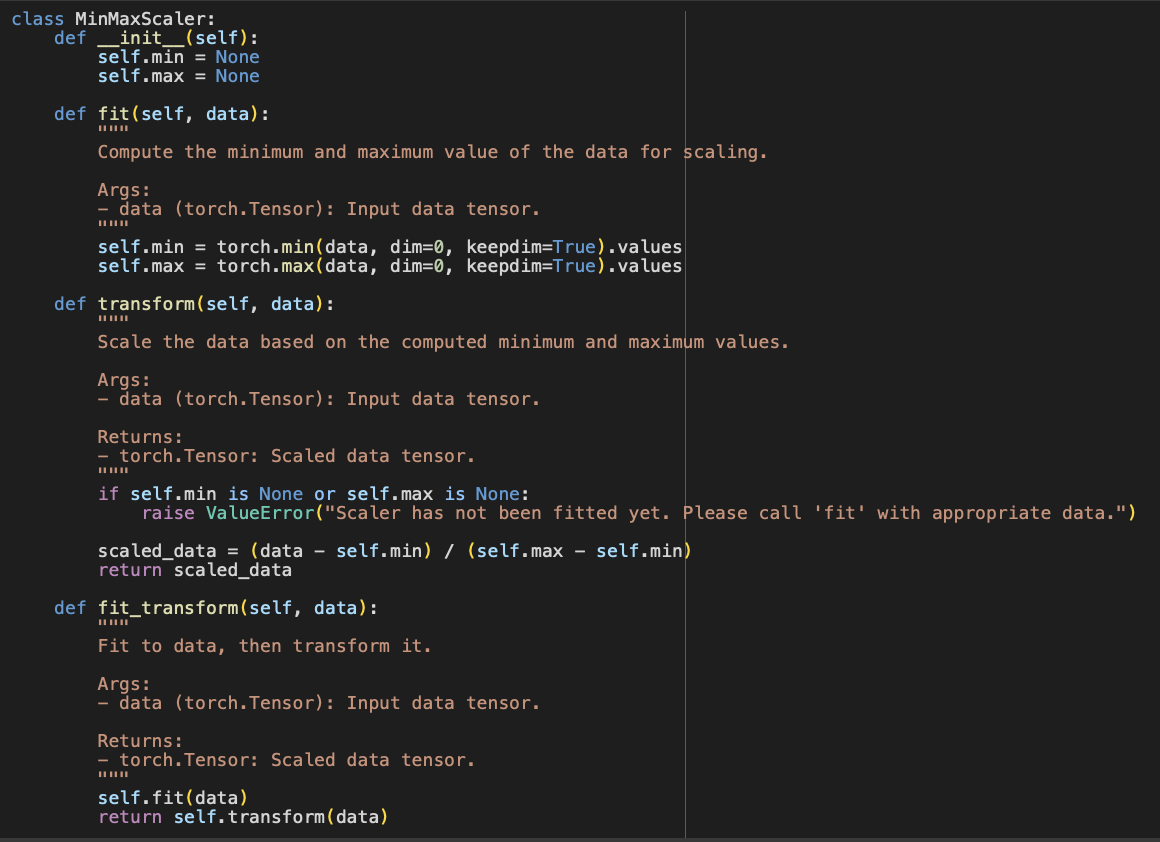 class MinMaxScaler:
    def __init__(self):
        self.min = None
        self.max = None

    def fit(self, data):
        """
        Compute the minimum and maximum value of the data for scaling.

        Args:
        - data (torch.Tensor): Input data tensor.
        """
        self.min = torch.min(data, dim=0, keepdim=True).values
        self.max = torch.max(data, dim=0, keepdim=True).values

    def transform(self, data):
        """
        Scale the data based on the computed minimum and maximum values.

        Args:
        - data (torch.Tensor): Input data tensor.

        Returns:
        - torch.Tensor: Scaled data tensor.
        """
        if self.min is None or self.max is None:
            raise ValueError("Scaler has not been fitted yet. Please call 'fit' with appropriate data.")

        scaled_data = (data - self.min) / (self.max - self.min)
        return scaled_data

    def fit_transform(self, data):
        """
        Fit to data, then transform it.

        Args:
        - data (torch.Tensor): Input data tensor.

        Returns:
        - torch.Tensor: Scaled data tensor.
        """
        self.fit(data)
        return self.transform(data)